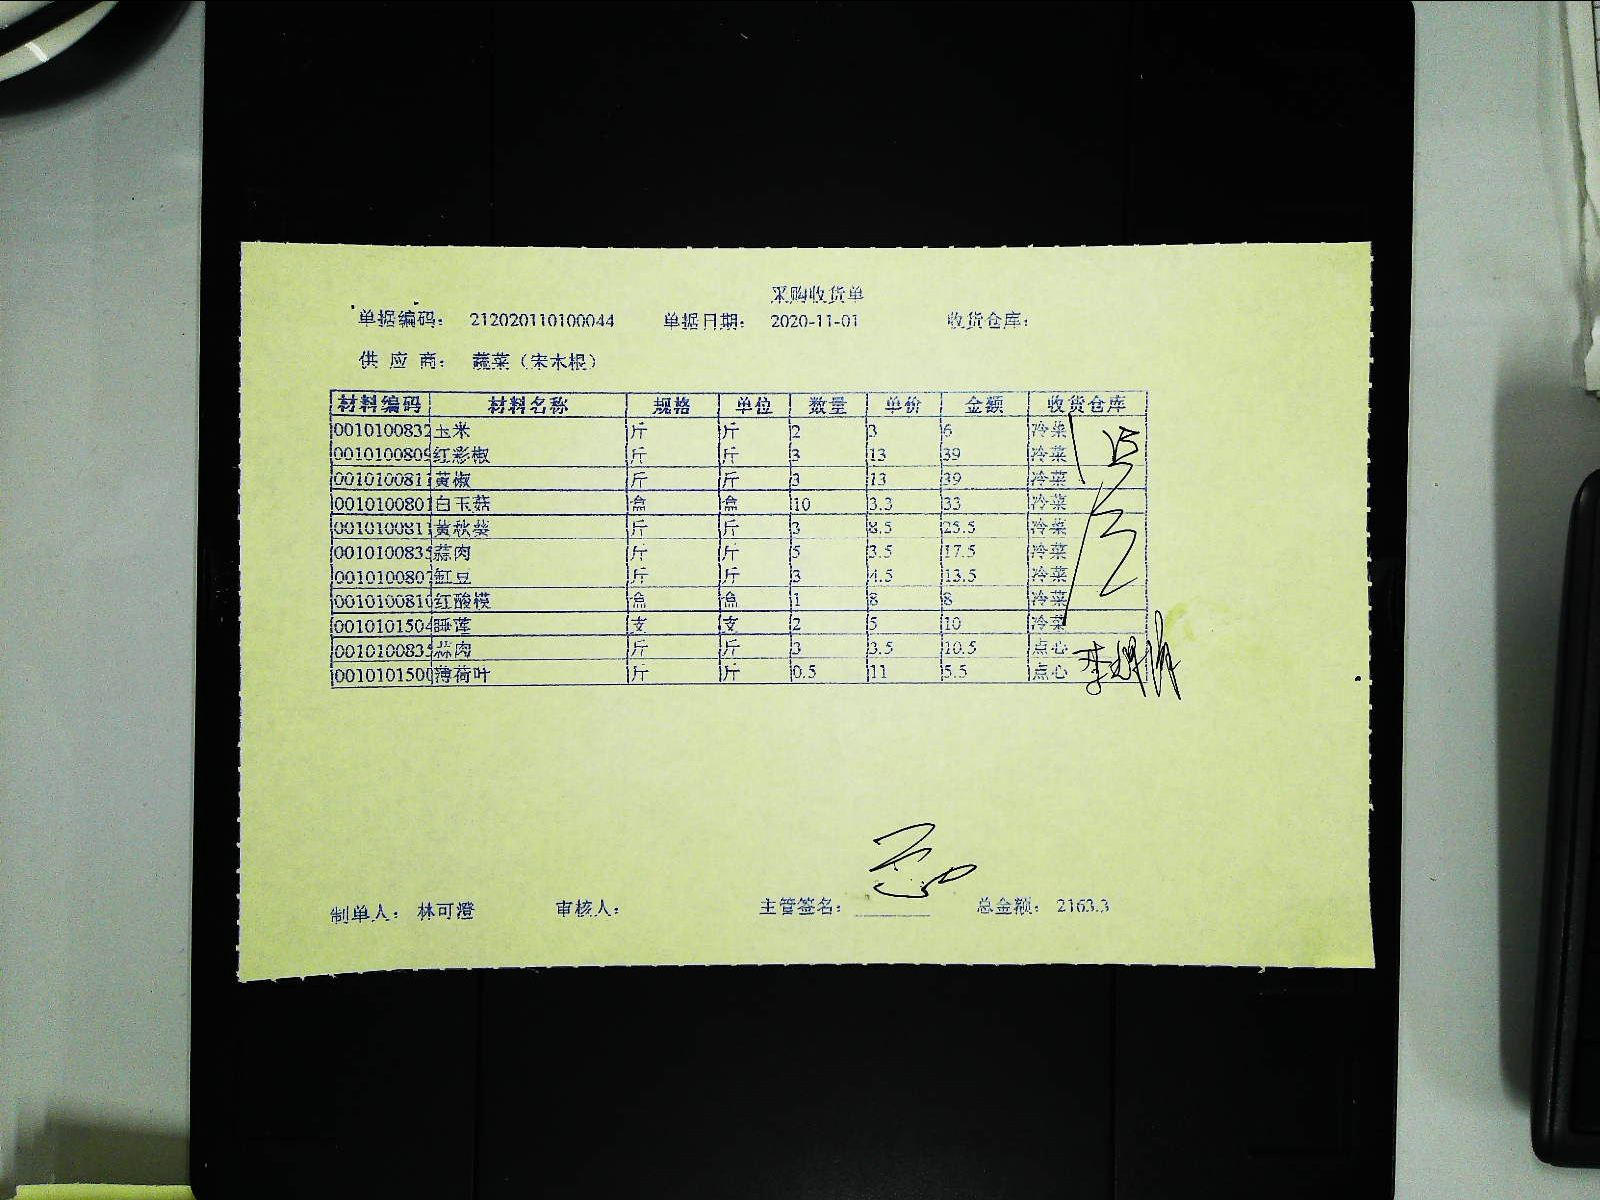 采购收货单
单据编码： 212020110100044 单据日期： 2020-11-01 收货仓库：
供 应 商： 蔬菜（宋木根）
材料编码 材料名称 规格 单位 数量 单价 金额 收货仓库
0010100832 玉米 斤 斤 2 3 6 冷菜
0010100809 红彩椒 斤 斤 3 13 39 冷菜
001010081 黄椒 斤 斤 3 13 39 冷菜
0010100801 白玉菇 盒 盒 10 3.3 33 冷菜
001010081 黄秋葵 斤 斤 3 8.5 25.5 冷菜
001010083 蒜肉 斤 斤 5 3.5 17.5 冷菜
001010080 豇豆 斤 斤 3 4.5 13.5 冷菜
001010081 红酸模 盒 盒 1 8 8 冷菜
001010150 睡莲 支 支 2 5 10 冷菜
001010083 蒜肉 斤 斤 3 3.5 10.5 点心
001010150 薄荷叶 斤 斤 0.5 11 5.5 点心
制单人： 林可澄 审核人： 主管签名： 总金额： 2163.3